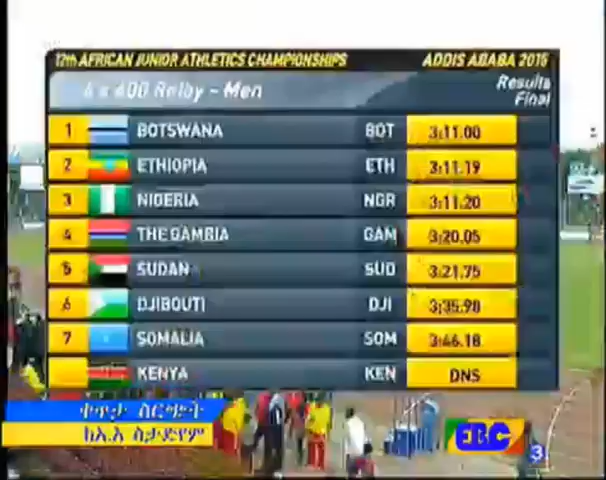 12th AFRICAN JUNIOR ATHLETICS CHAMPIONSHIPS ADDIS ABABA 2015
4 x 400 Relay - Men Results
Final
1 BOTSWANA BOT 3:11.00
2 ETHIOPIA ETH 3:11.19
3 NIGERIA NGR 3:11.20
4 THE GAMBIA GAM 3:20.05
5 SUDAN SUD 3:21.75
6 DJIBOUTI DJI 3:35.98
7 SOMALIA SOM 3:46.18
KENYA KEN DNS
ቀጥታ ስርጭት
ከአ.አ ስታድየም
EBC 3